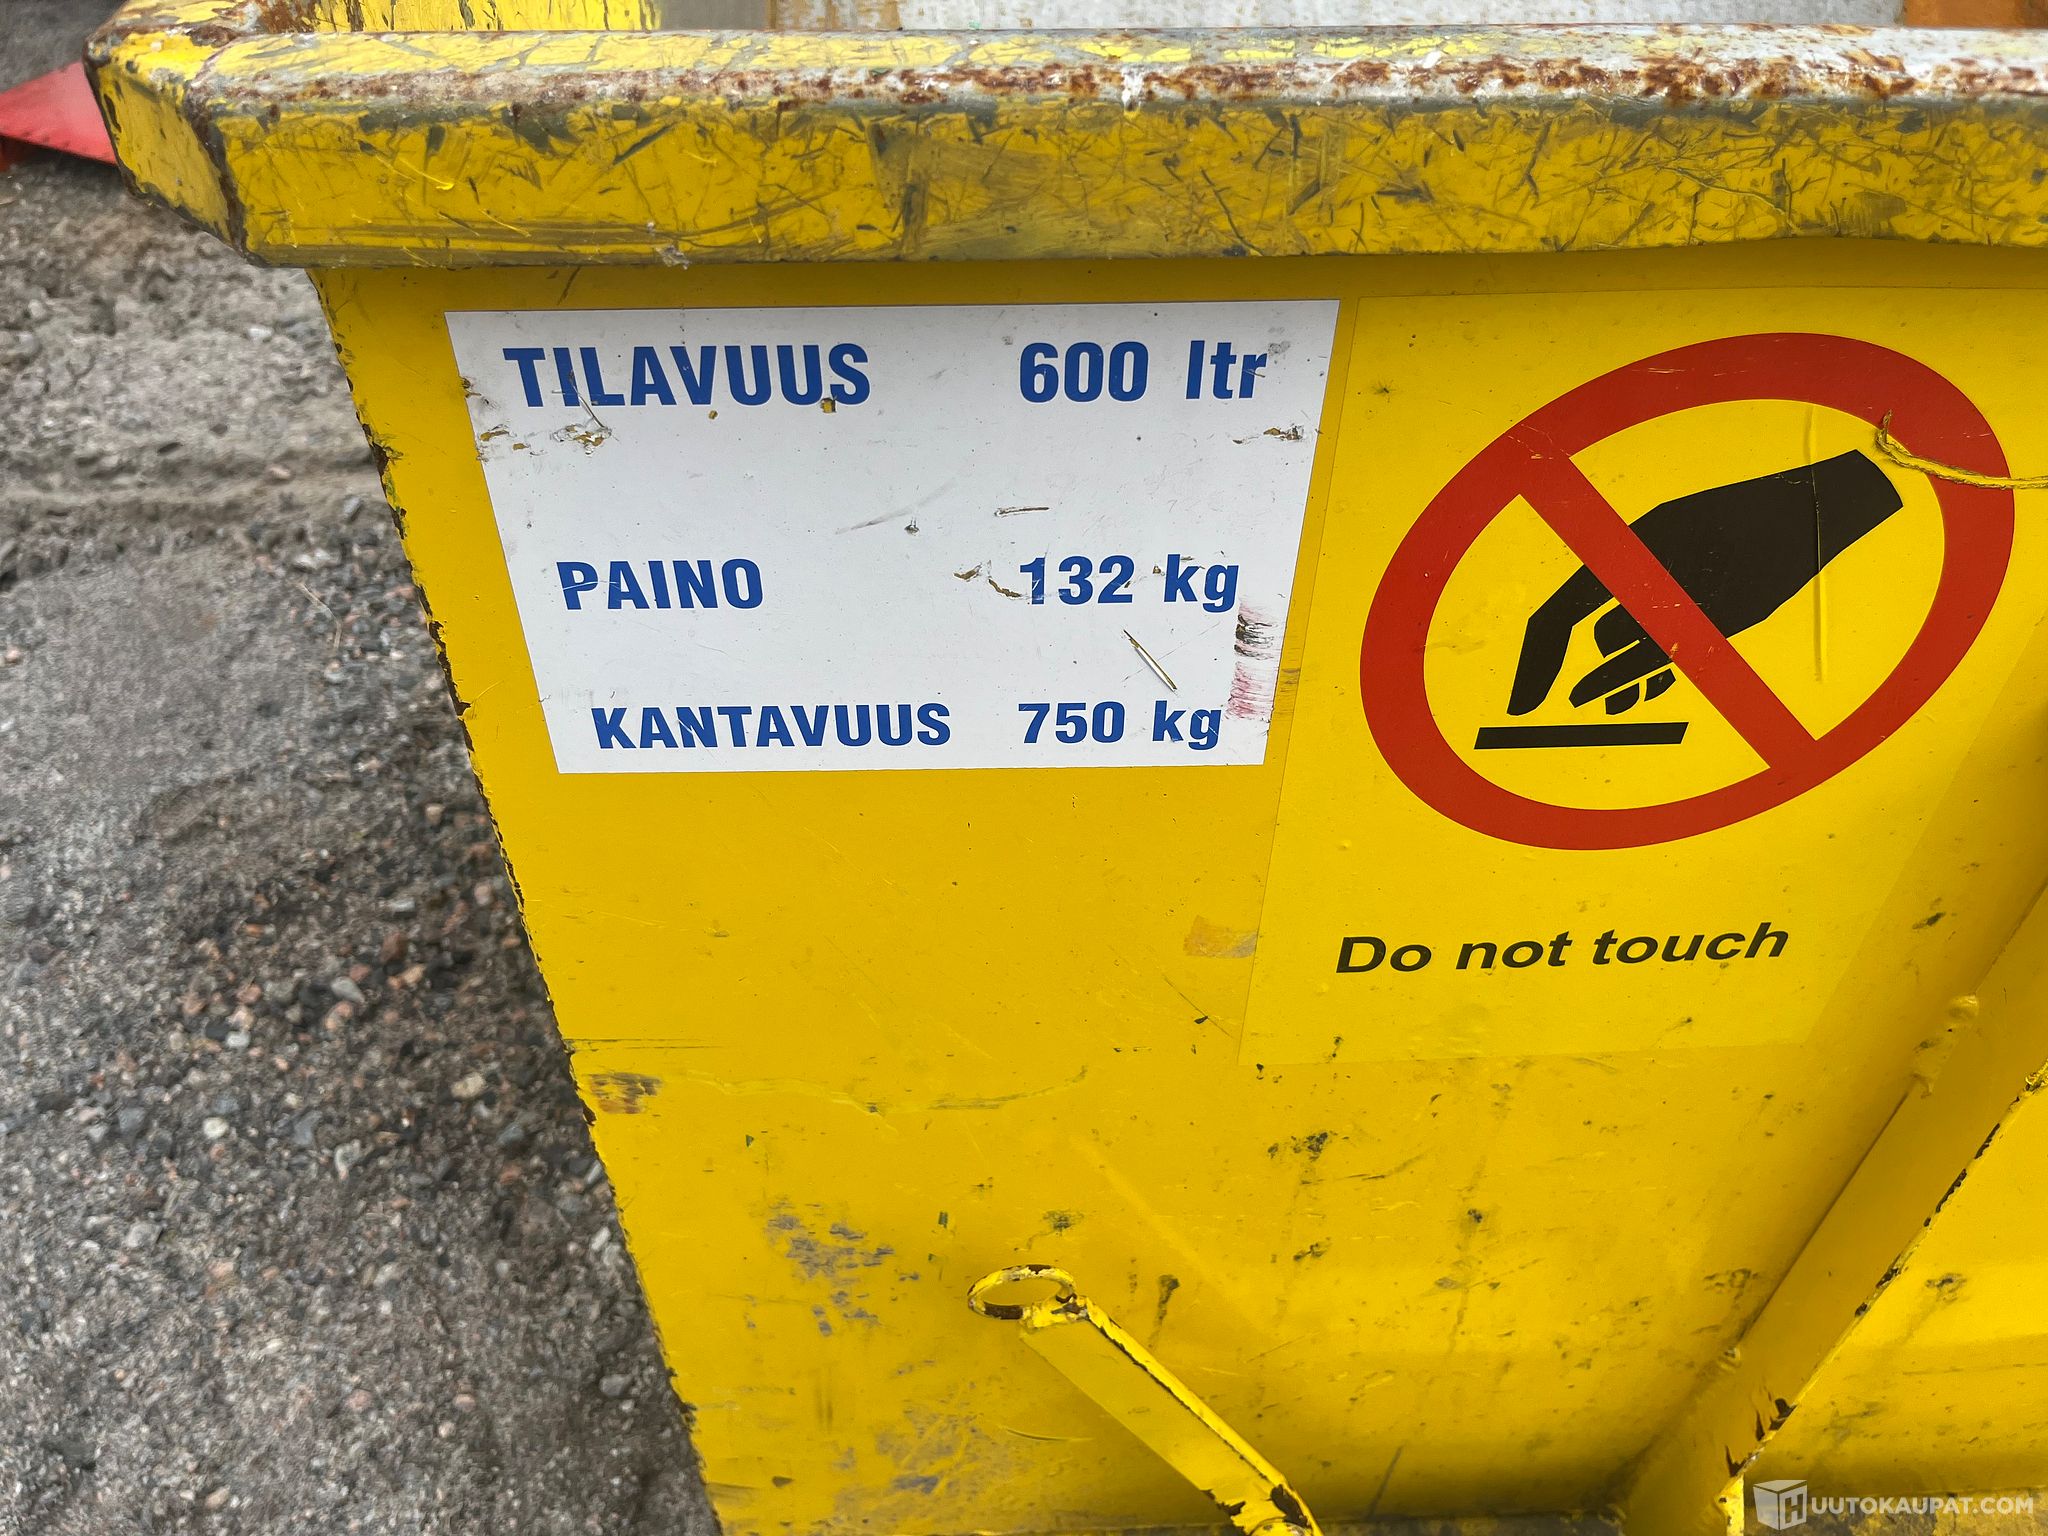 TILAVUUS 600 ltr
PAINO 132 kg
KANTAVUUS 750 kg
Do not touch
HUUTOKAUPAT.COM